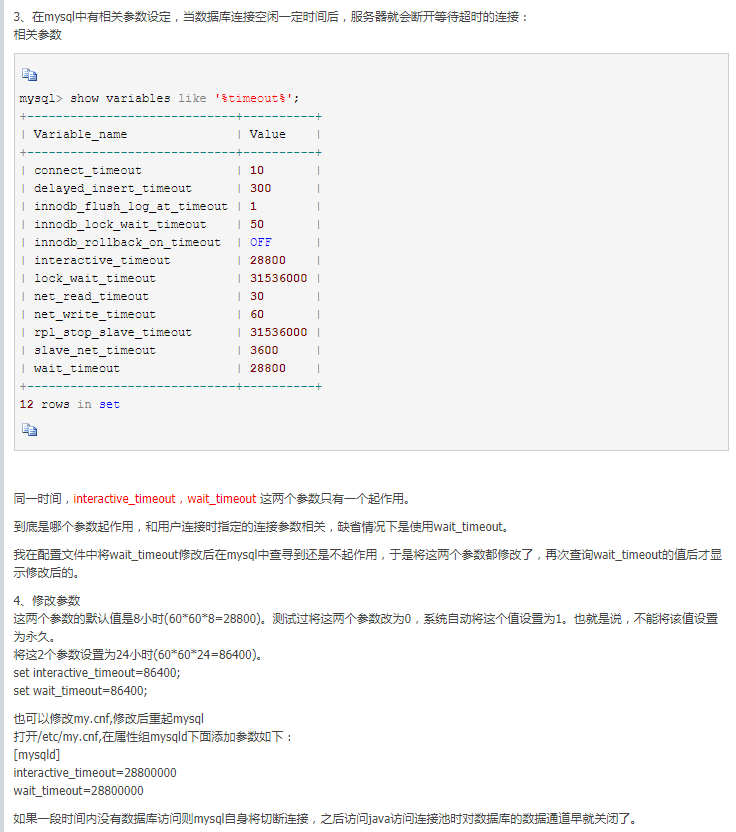 3、在mysql中有相关参数设定，当数据库连接空闲一定时间后，服务器就会断开等待超时的连接：
相关参数
mysql> show variables like '%timeout%';
+----------------------------+----------+
| Variable_name              | Value    |
+----------------------------+----------+
| connect_timeout            | 10       |
| delayed_insert_timeout     | 300      |
| innodb_flush_log_at_timeout | 1        |
| innodb_lock_wait_timeout   | 50       |
| innodb_rollback_on_timeout | OFF      |
| interactive_timeout        | 28800    |
| lock_wait_timeout          | 31536000 |
| net_read_timeout           | 30       |
| net_write_timeout          | 60       |
| rpl_stop_slave_timeout     | 31536000 |
| slave_net_timeout          | 3600     |
| wait_timeout               | 28800    |
+----------------------------+----------+
12 rows in set
同一时间，interactive_timeout，wait_timeout 这两个参数只有一个起作用。
到底是哪个参数起作用，和用户连接时指定的连接参数相关，缺省情况下是使用wait_timeout。
我在配置文件中将wait_timeout修改后在mysql中查寻到还是不起作用，于是将这两个参数都修改了，再次查询wait_timeout的值后才显
示修改后的。
4、修改参数
这两个参数的默认值是8小时(60*60*8=28800)。测试过将这两个参数改为0，系统自动将这个值设置为1。也就是说，不能将该值设置
为永久。
将这2个参数设置为24小时(60*60*24=86400)。
set interactive_timeout=86400;
set wait_timeout=86400;
也可以修改my.cnf,修改后重起mysql
打开/etc/my.cnf,在属性组mysqld下面添加参数如下：
[mysqld]
interactive_timeout=28800000
wait_timeout=28800000
如果一段时间内没有数据库访问则mysql自身将切断连接，之后访问java访问连接池时对数据库的数据通道早就关闭了。